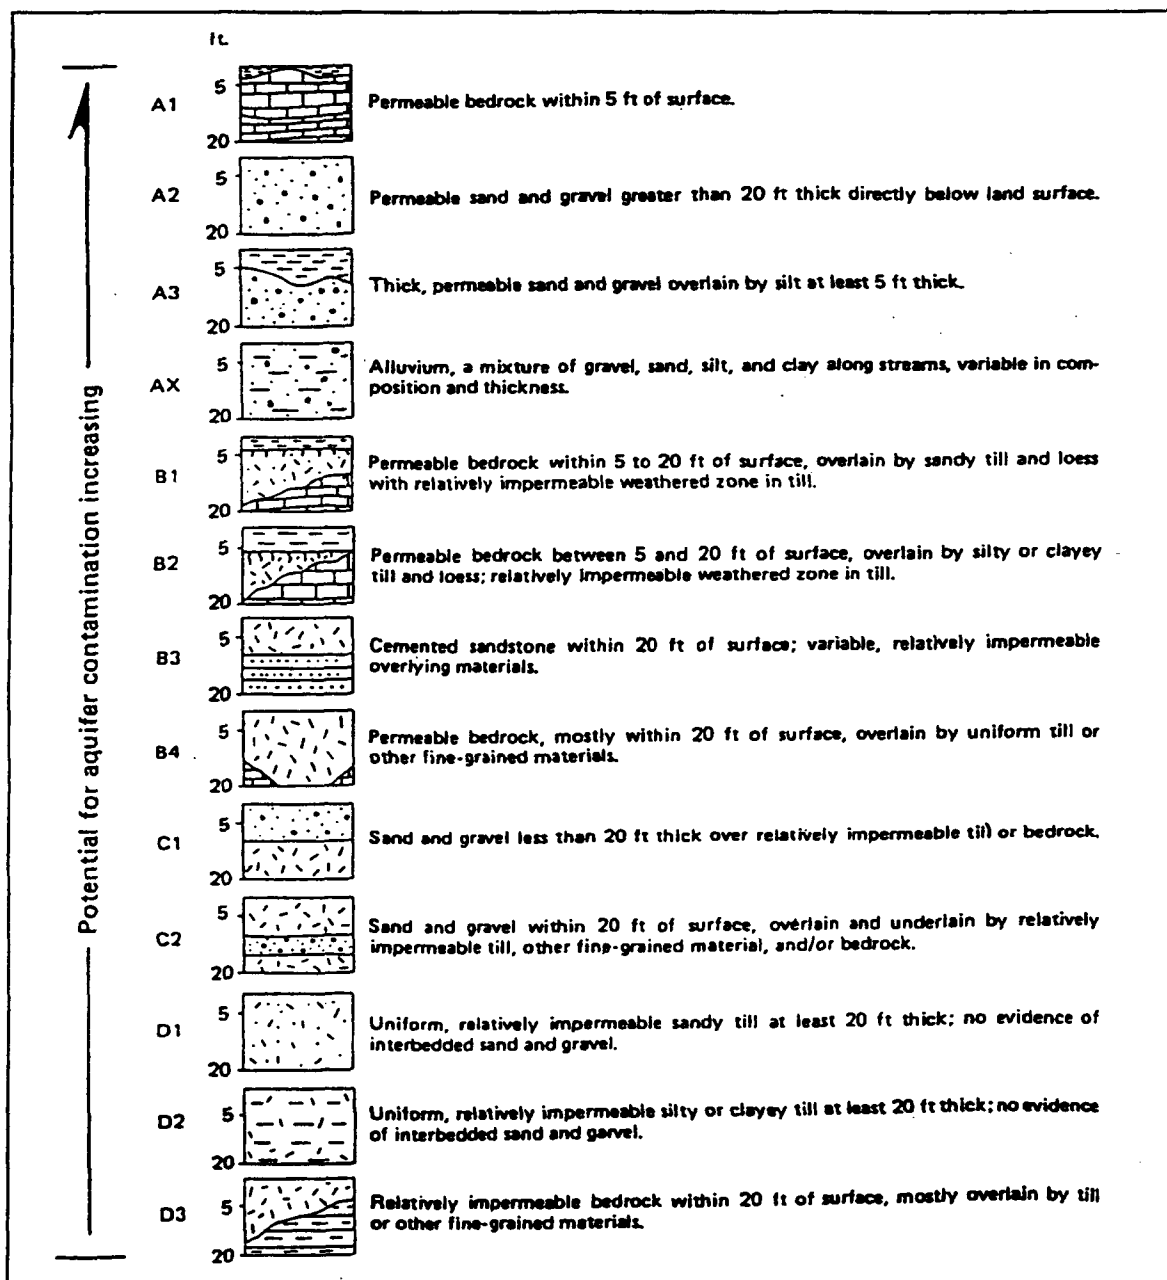 ft.
5
A1
20
Permeable bedrock within 5 ft of surface.
5
A2
20
Permeable sand and gravel greater than 20 ft thick directly below land surface.
5
A3
20
Thick, permeable sand and gravel overlain by silt at least 5 ft thick.
5
AX
20
Alluvium, a mixture of gravel, sand, silt, and clay along streams, variable in com-
position and thickness.
5
B1
20
Permeable bedrock within 5 to 20 ft of surface, overlain by sandy till and loess
with relatively impermeable weathered zone in till.
5
B2
20
Permeable bedrock between 5 and 20 ft of surface, overlain by silty or clayey
till and loess; relatively impermeable weathered zone in till.
5
B3
20
Cemented sandstone within 20 ft of surface; variable, relatively impermeable
overlying materials.
5
B4
20
Permeable bedrock, mostly within 20 ft of surface, overlain by uniform till or
other fine-grained materials.
5
C1
20
Sand and gravel less than 20 ft thick over relatively impermeable till or bedrock.
5
C2
20
Sand and gravel within 20 ft of surface, overlain and underlain by relatively
impermeable till, other fine-grained material, and/or bedrock.
5
D1
20
Uniform, relatively impermeable sandy till at least 20 ft thick; no evidence of
interbedded sand and gravel.
5
D2
20
Uniform, relatively impermeable silty or clayey till at least 20 ft thick; no evidence
of interbedded sand and garvel.
5
D3
20
Relatively impermeable bedrock within 20 ft of surface, mostly overlain by till
or other fine-grained materials.
Potential for aquifer contamination increasing